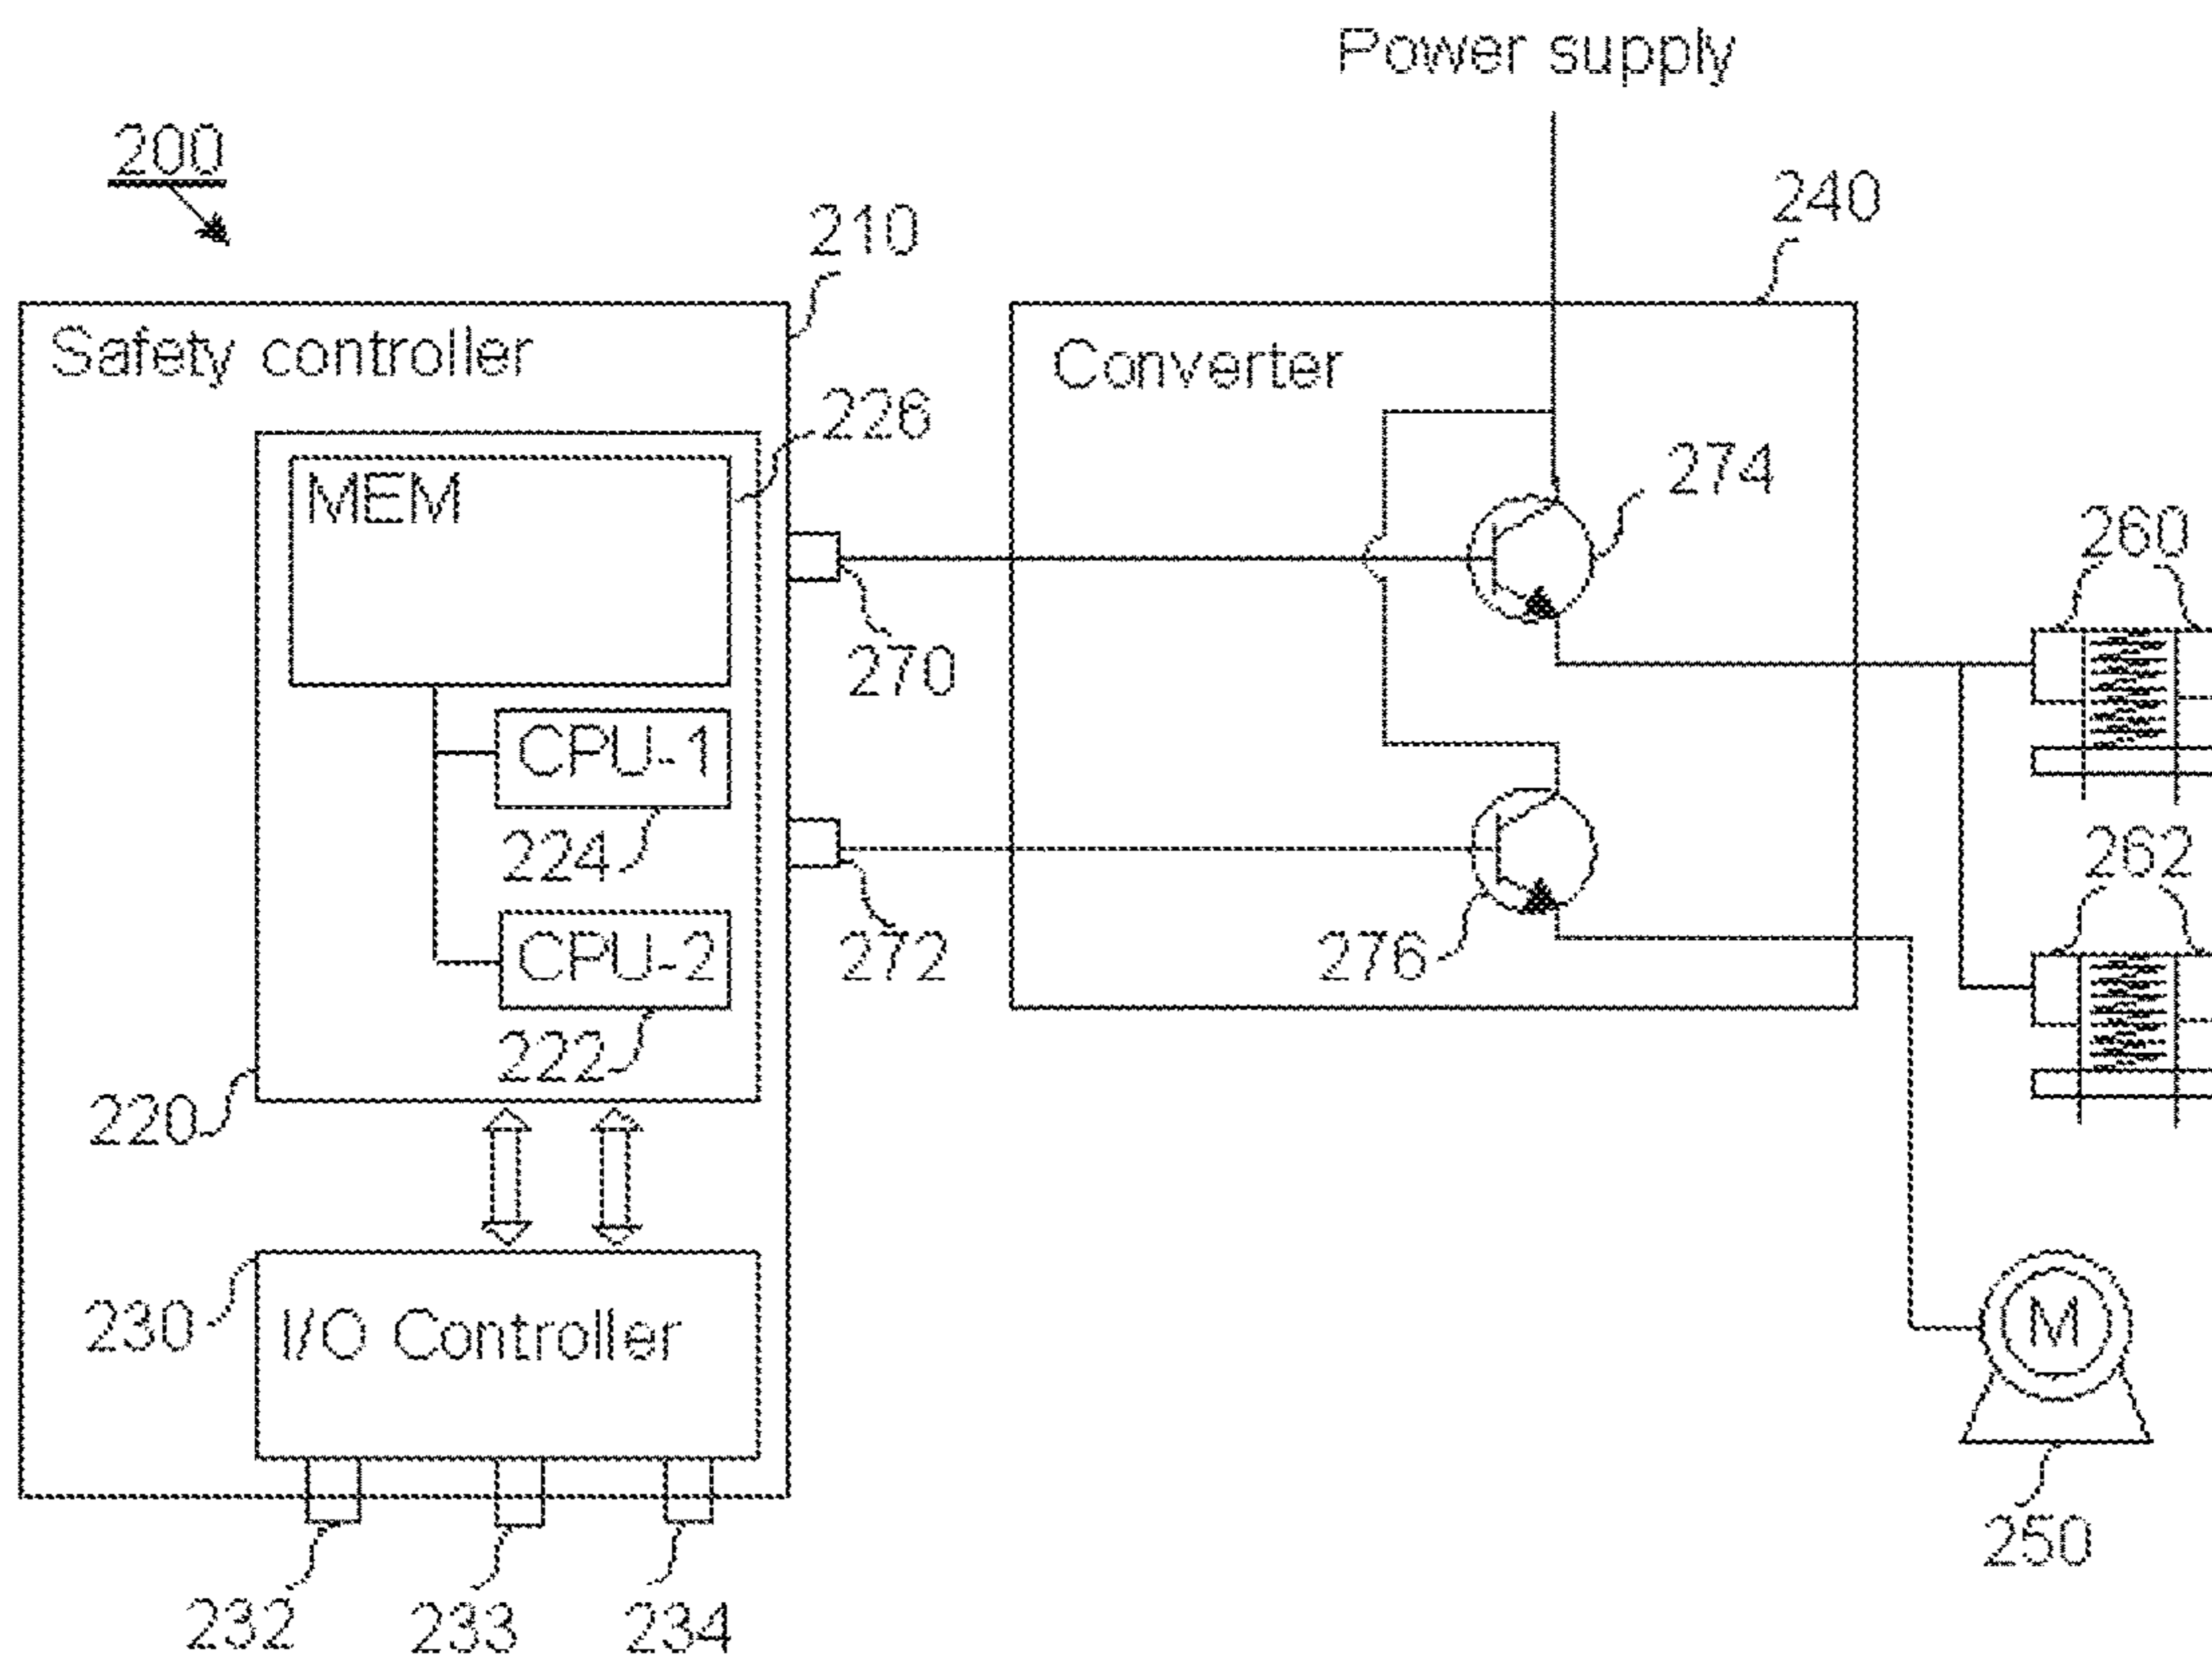 Power supply
200
240
210
Safety controller
Converter
226
MEM
274
260
270
CPU-1
224
262
CPU-2
272
276
222
220
230
I/O Controller
M
250
232
233
234